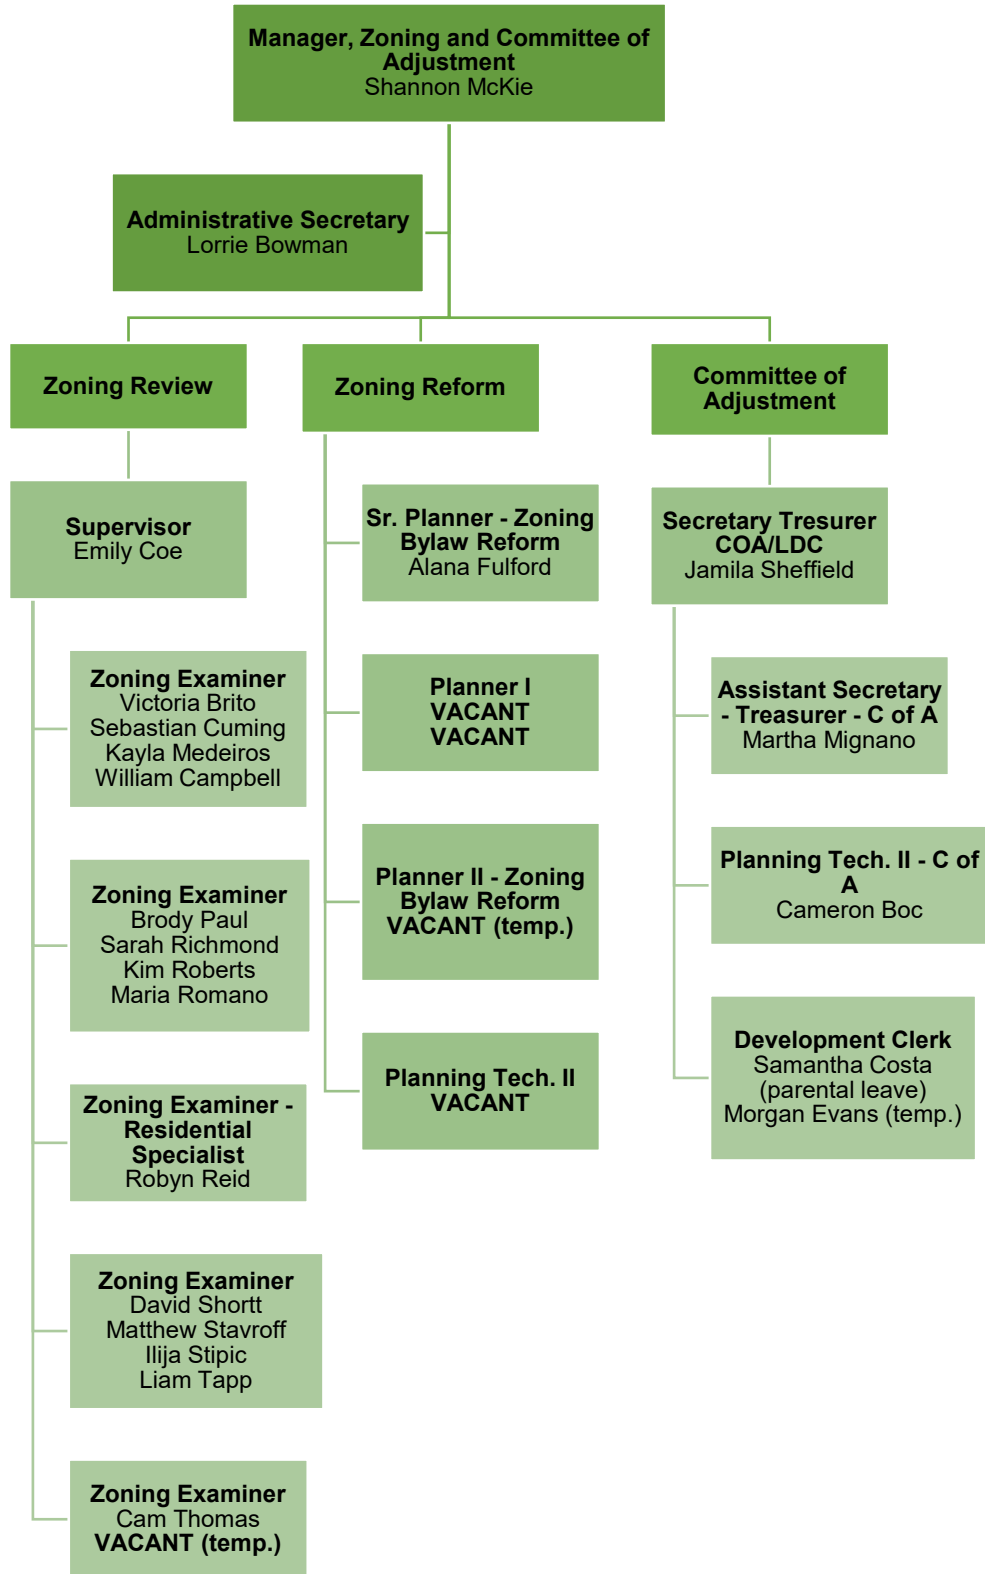 Manager, Zoning and Committee of
Adjustment
Shannon McKie
Administrative Secretary
Lorrie Bowman
Zoning Review
Supervisor
Emily Coe
Zoning Examiner
Victoria Brito
Sebastian Cuming
Kayla Medeiros
William Campbell
Zoning Examiner
Brody Paul
Sarah Richmond
Kim Roberts
Maria Romano
Zoning Examiner -
Residential
Specialist
Robyn Reid
Zoning Examiner
David Shortt
Matthew Stavroff
Ilija Stipic
Liam Tapp
Zoning Examiner
Cam Thomas
VACANT (temp.)
Zoning Reform
Sr. Planner - Zoning
Bylaw Reform
Alana Fulford
Planner I
VACANT
VACANT
Planner II - Zoning
Bylaw Reform
VACANT (temp.)
Planning Tech. II
VACANT
Committee of
Adjustment
Secretary Tresurer
COA/LDC
Jamila Sheffield
Assistant Secretary
- Treasurer - C of A
Martha Mignano
Planning Tech. II - C of
A
Cameron Boc
Development Clerk
Samantha Costa
(parental leave)
Morgan Evans (temp.)